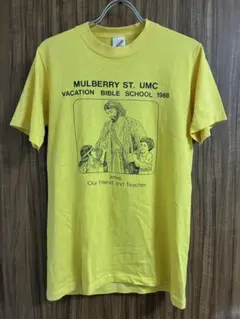 MULBERRY ST. UMC
VACATION BIBLE SCHOOL 1988
Jesus,
Our Friend and Teacher